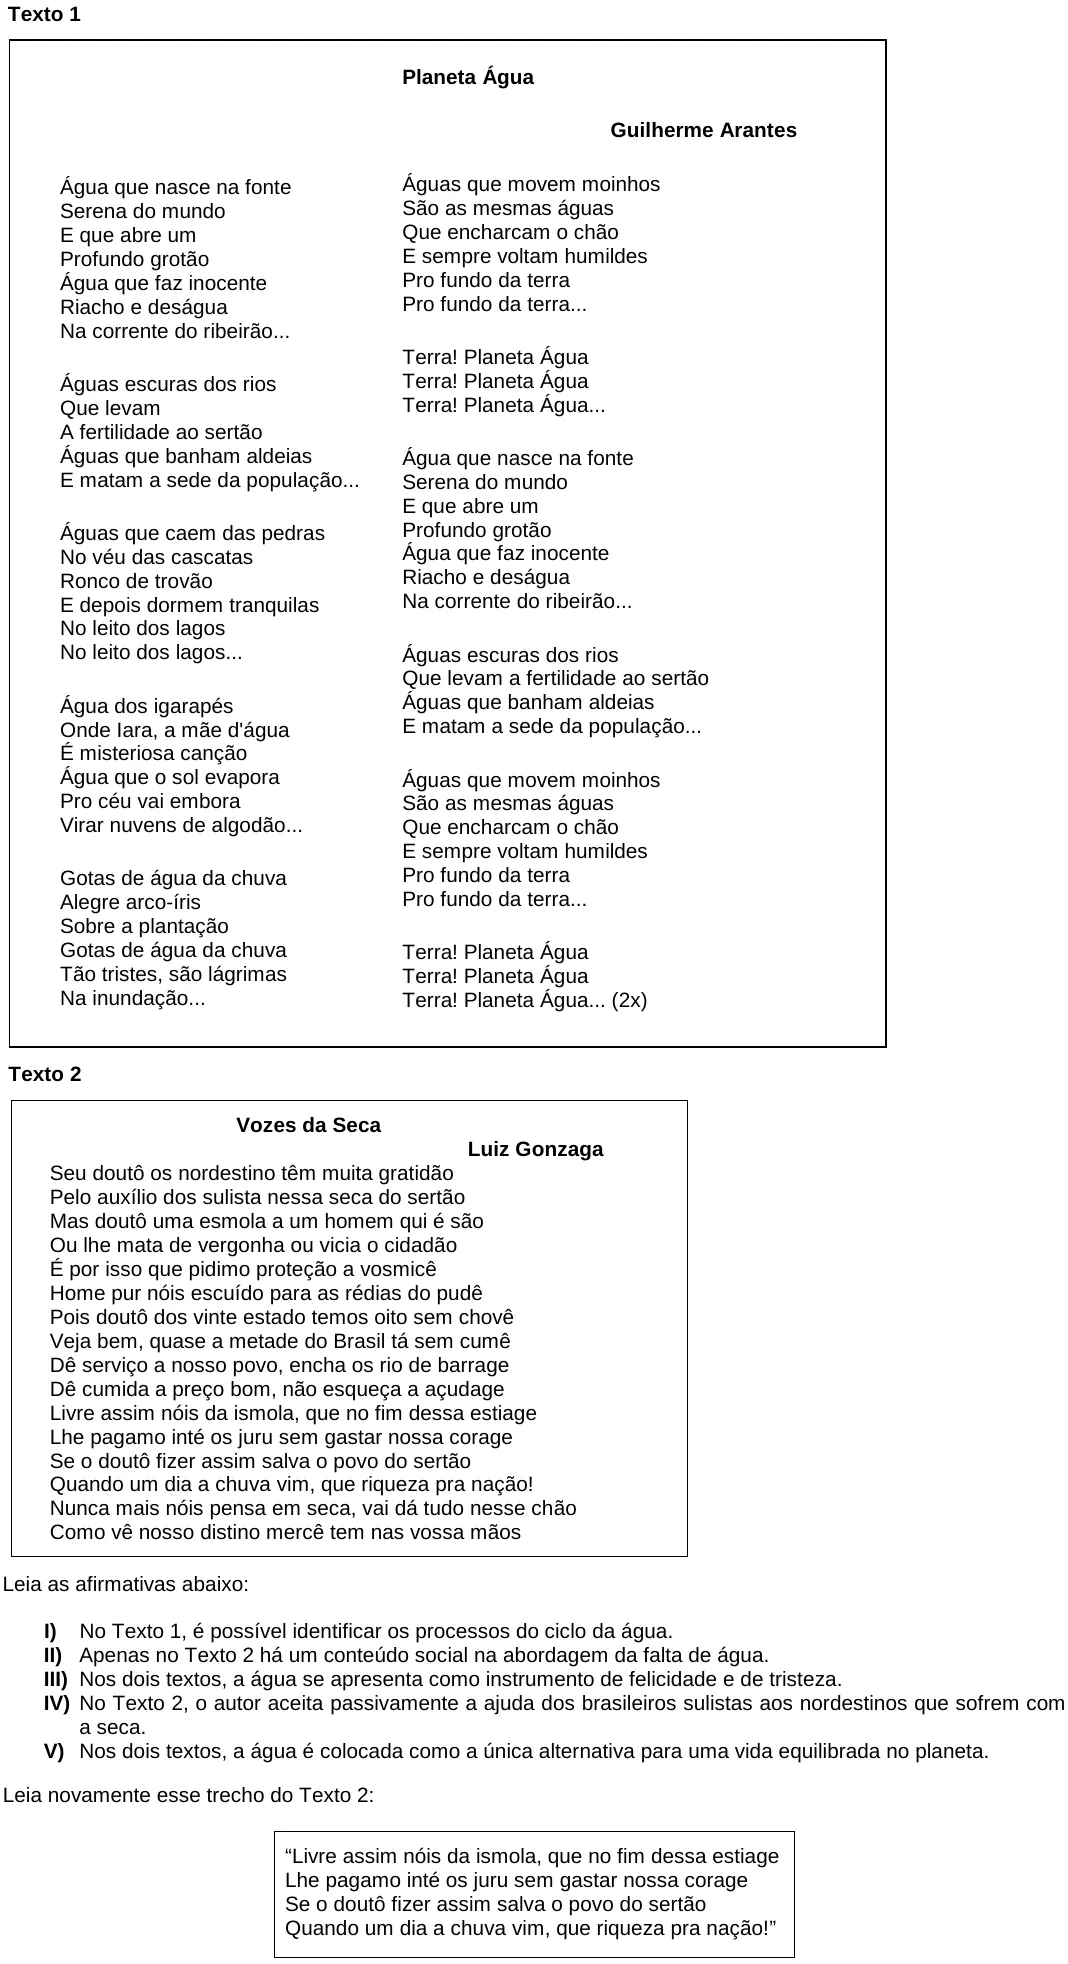 Texto 1
Planeta Água
Guilherme Arantes
Água que nasce na fonte
Serena do mundo
E que abre um
Profundo grotão
Água que faz inocente
Riacho e deságua
Na corrente do ribeirão...
Águas escuras dos rios
Que levam
A fertilidade ao sertão
Águas que banham aldeias
E matam a sede da população...
Águas que caem das pedras
No véu das cascatas
Ronco de trovão
E depois dormem tranquilas
No leito dos lagos
No leito dos lagos...
Água dos igarapés
Onde Iara, a mãe d'água
É misteriosa canção
Água que o sol evapora
Pro céu vai embora
Virar nuvens de algodão...
Gotas de água da chuva
Alegre arco-íris
Sobre a plantação
Gotas de água da chuva
Tão tristes, são lágrimas
Na inundação...
Águas que movem moinhos
São as mesmas águas
Que encharcam o chão
E sempre voltam humildes
Pro fundo da terra
Pro fundo da terra...
Terra! Planeta Água
Terra! Planeta Água
Terra! Planeta Água...
Água que nasce na fonte
Serena do mundo
E que abre um
Profundo grotão
Água que faz inocente
Riacho e deságua
Na corrente do ribeirão...
Águas escuras dos rios
Que levam a fertilidade ao sertão
Águas que banham aldeias
E matam a sede da população...
Águas que movem moinhos
São as mesmas águas
Que encharcam o chão
E sempre voltam humildes
Pro fundo da terra
Pro fundo da terra...
Terra! Planeta Água
Terra! Planeta Água
Terra! Planeta Água... (2x)
Texto 2
Vozes da Seca
Luiz Gonzaga
Seu doutô os nordestino têm muita gratidão
Pelo auxílio dos sulista nessa seca do sertão
Mas doutô uma esmola a um homem qui é são
Ou lhe mata de vergonha ou vicia o cidadão
É por isso que pidimo proteção a vosmicê
Home pur nóis escuído para as rédias do pudê
Pois doutô dos vinte estado temos oito sem chovê
Veja bem, quase a metade do Brasil tá sem cumê
Dê serviço a nosso povo, encha os rio de barrage
Dê cumida a preço bom, não esqueça a açudage
Livre assim nóis da ismola, que no fim dessa estiage
Lhe pagamo inté os juru sem gastar nossa corage
Se o doutô fizer assim salva o povo do sertão
Quando um dia a chuva vim, que riqueza pra nação!
Nunca mais nóis pensa em seca, vai dá tudo nesse chão
Como vê nosso distino mercê tem nas vossa mãos
Leia as afirmativas abaixo:
I) No Texto 1, é possível identificar os processos do ciclo da água.
II) Apenas no Texto 2 há um conteúdo social na abordagem da falta de água.
III) Nos dois textos, a água se apresenta como instrumento de felicidade e de tristeza.
IV) No Texto 2, o autor aceita passivamente a ajuda dos brasileiros sulistas aos nordestinos que sofrem com
a seca.
V) Nos dois textos, a água é colocada como a única alternativa para uma vida equilibrada no planeta.
Leia novamente esse trecho do Texto 2:
“Livre assim nóis da ismola, que no fim dessa estiage
Lhe pagamo inté os juru sem gastar nossa corage
Se o doutô fizer assim salva o povo do sertão
Quando um dia a chuva vim, que riqueza pra nação!”